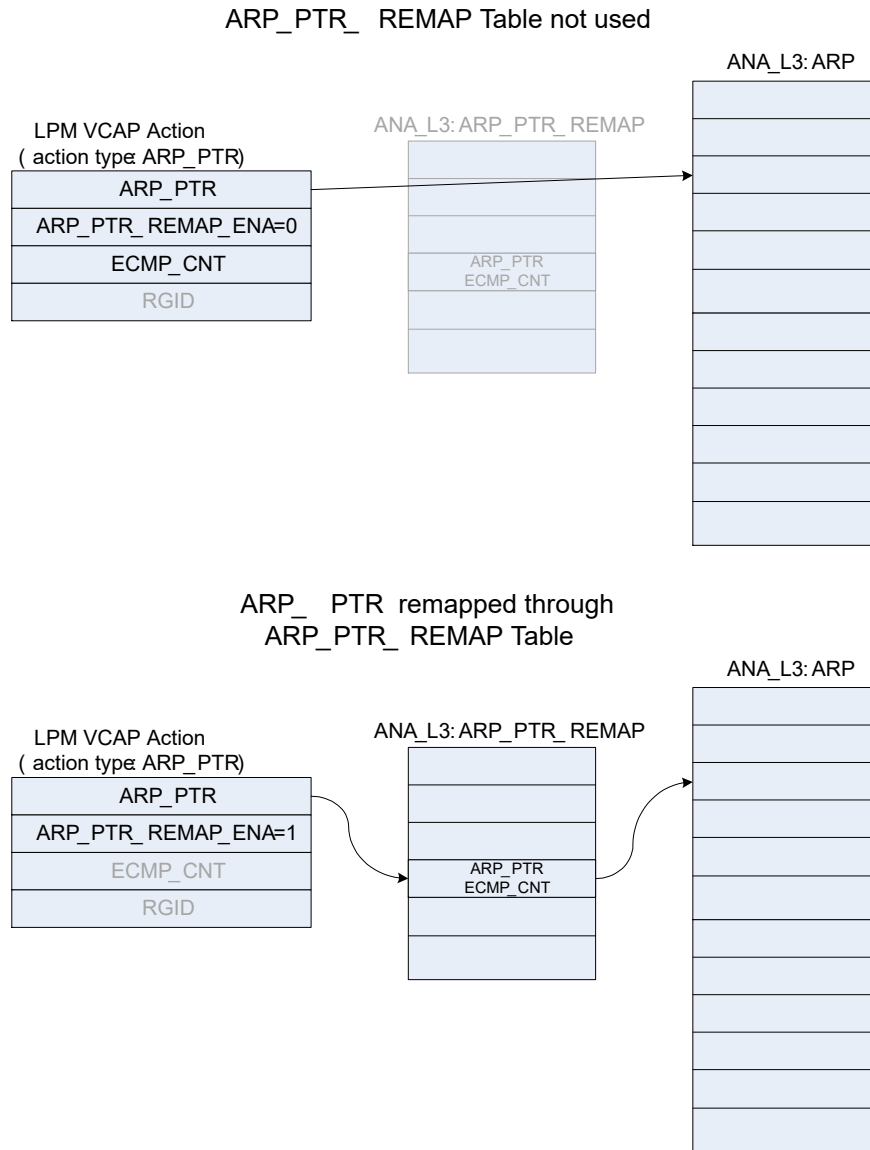 ARP_PTR_ REMAP Table not used
ANA_L3: ARP
LPM VCAP Action
( action type: ARP_PTR)
ANA_L3: ARP_PTR_ REMAP
ARP_PTR
ARP_PTR_ REMAP_ENA=0
ECMP_CNT
RGID
ARP_PTR
ECMP_CNT
ARP_ PTR remapped through
ARP_PTR_ REMAP Table
ANA_L3: ARP
LPM VCAP Action
( action type: ARP_PTR)
ANA_L3: ARP_PTR_ REMAP
ARP_PTR
ARP_PTR_ REMAP_ENA=1
ECMP_CNT
RGID
ARP_PTR
ECMP_CNT